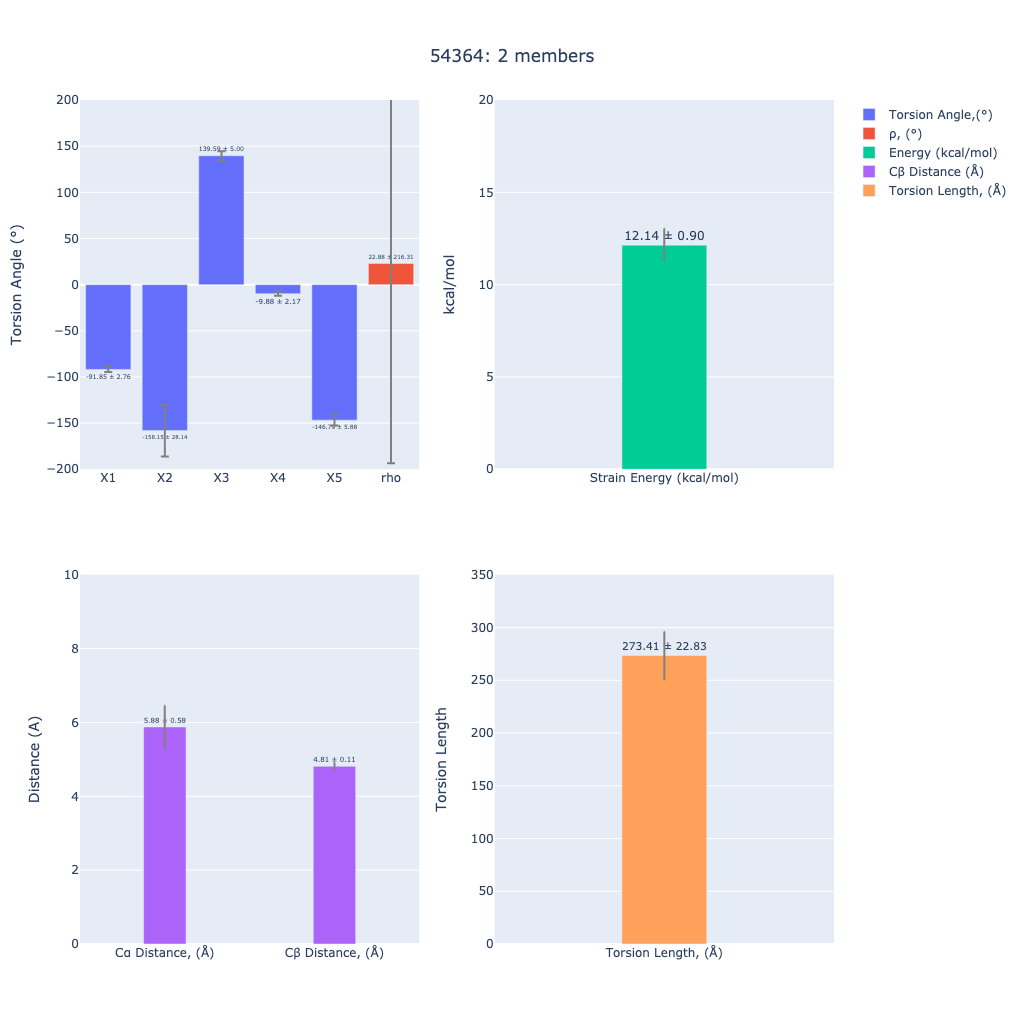 54364: 2 members
Torsion Angle (°)
200
150
100
50
0
−50
−100
−150
−200
139.59 ± 5.00
22.88 ± 216.31
-9.88 ± 2.17
-91.85 ± 2.76
-158.15 ± 28.14
-146.79 ± 5.88
X1
X2
X3
X4
X5
rho
kcal/mol
20
15
10
5
0
12.14 ± 0.90
Strain Energy (kcal/mol)
Torsion Angle,(°)
ρ, (°)
Energy (kcal/mol)
Cβ Distance (Å)
Torsion Length, (Å)
Distance (A)
10
8
6
4
2
0
5.88 ± 0.58
4.81 ± 0.11
Cα Distance, (Å)
Cβ Distance, (Å)
Torsion Length
350
300
250
200
150
100
50
0
273.41 ± 22.83
Torsion Length, (Å)